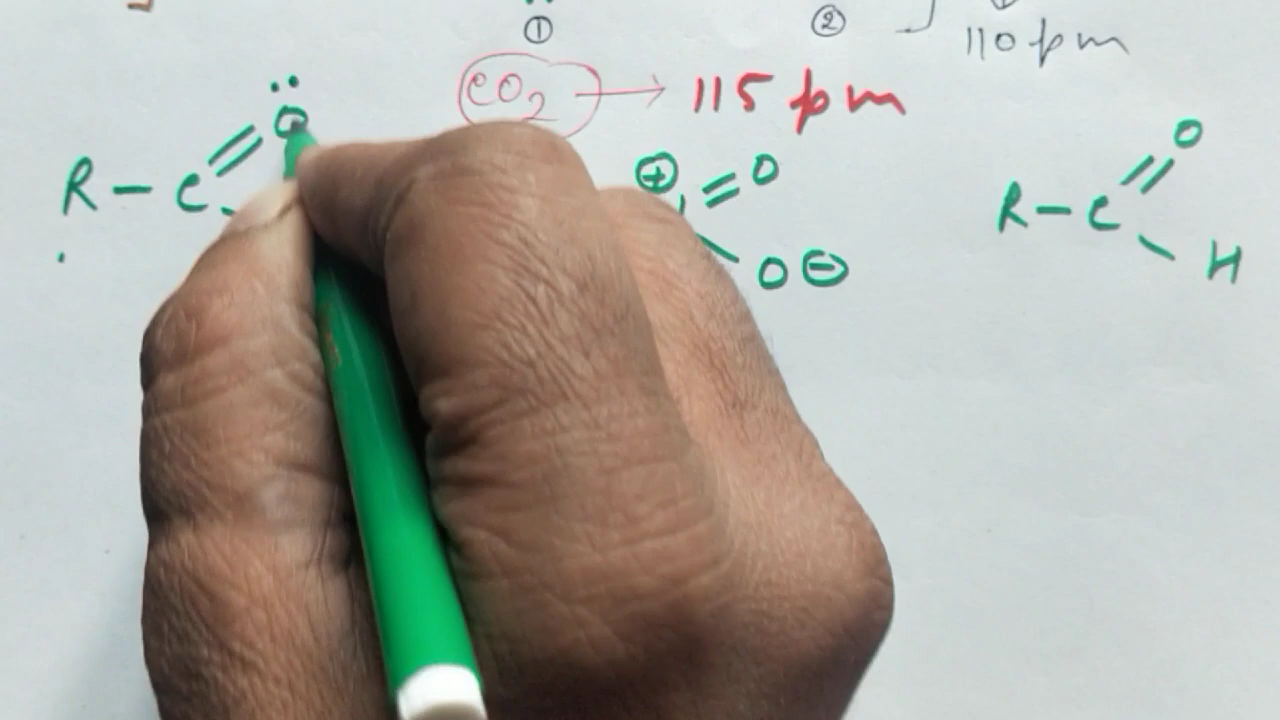 ① ②
110 pm
CO2 → 115 pm
R – C = O
⊕ = O
O ⊖
R – C = O
H